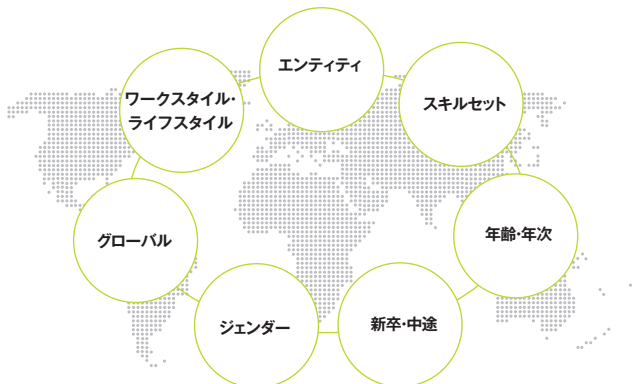 エンティティ
スキルセット
年齢・年次
新卒・中途
ジェンダー
グローバル
ワークスタイル・
ライフスタイル